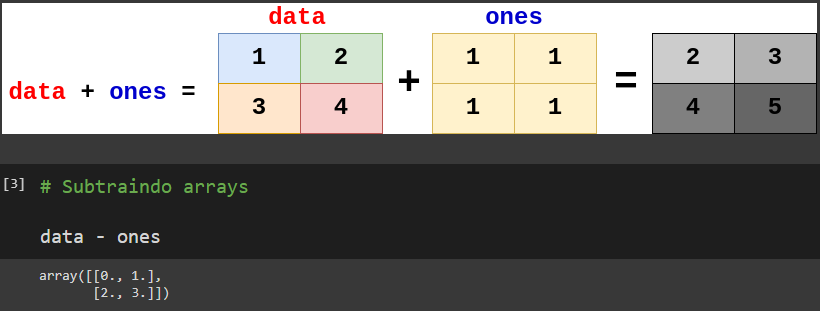 data ones
1 2 1 1 2 3
data + ones = + =
3 4 1 1 4 5
[3] # Subtraindo arrays
data - ones
array([[0., 1.],
[2., 3.]])